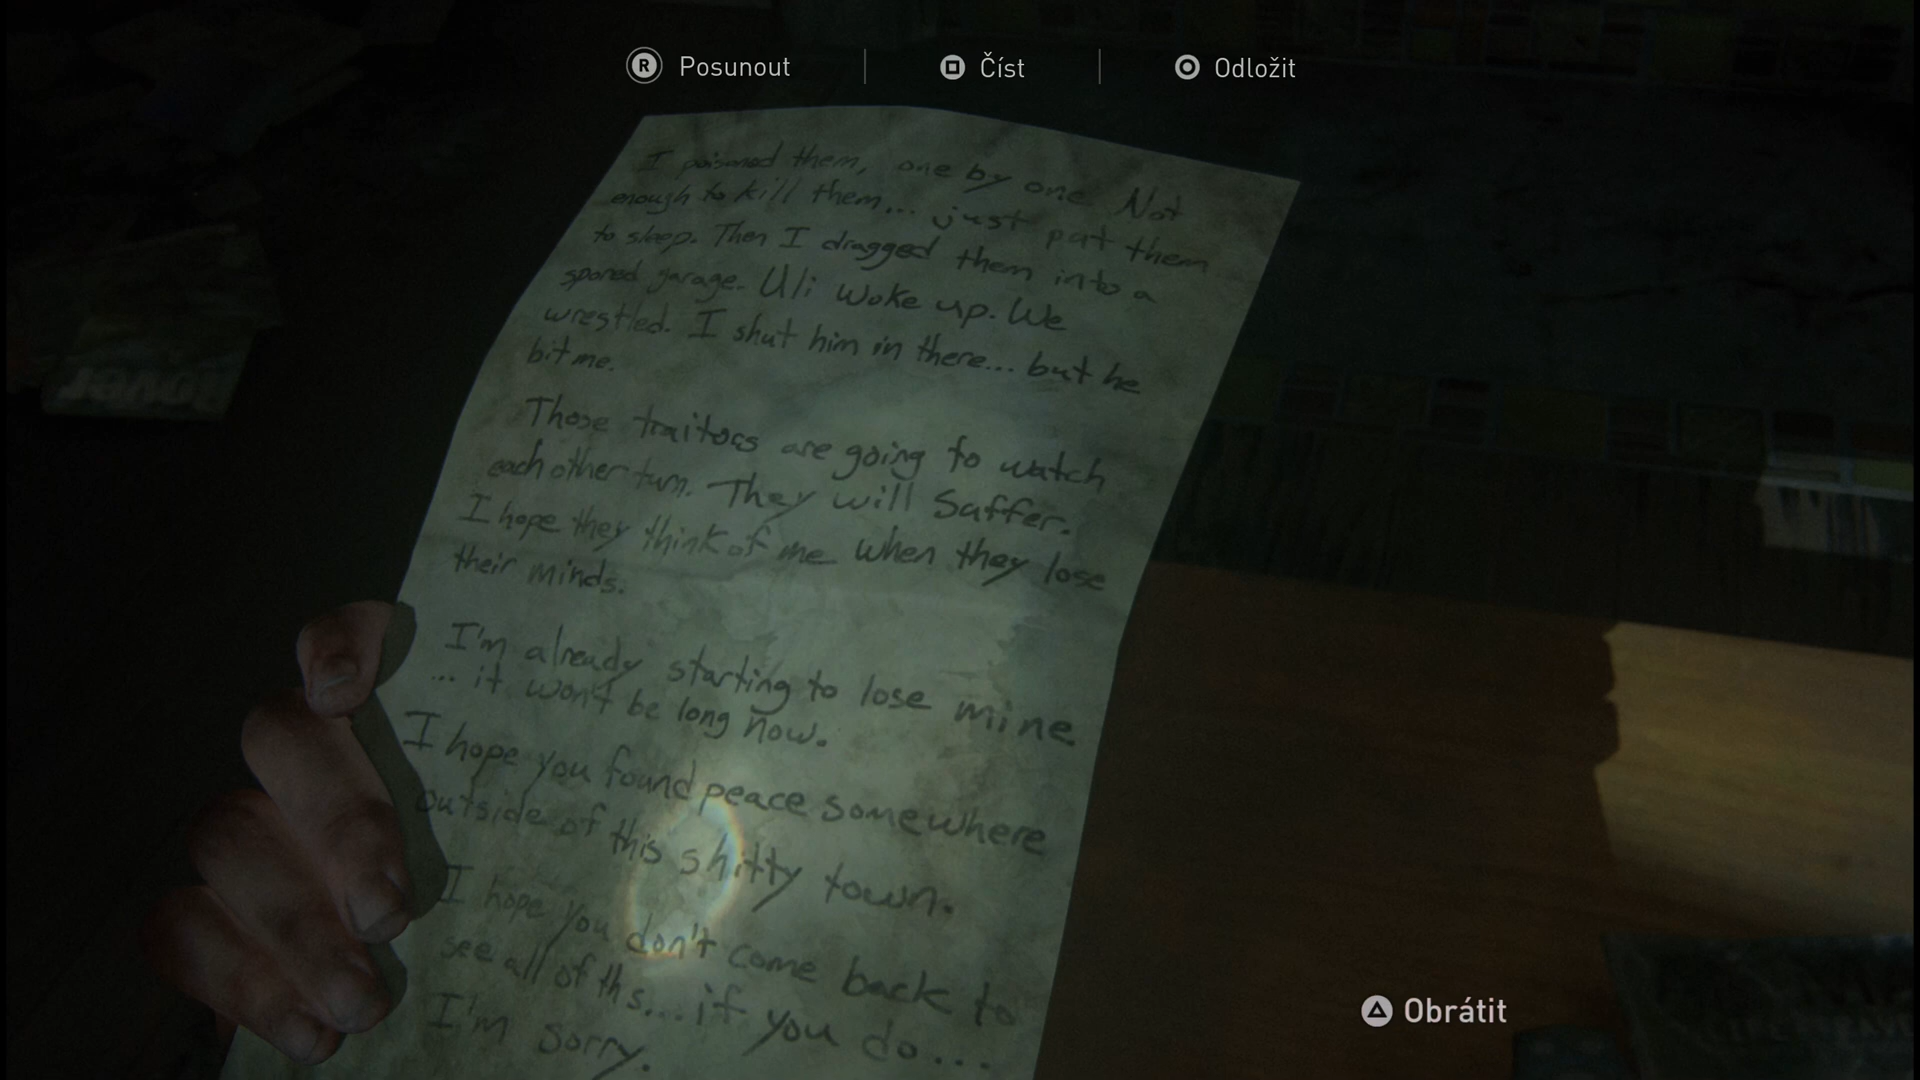 R Posunout
Číst
Odložit
I poisoned them, one by one. Not
enough to kill them... just put them
to sleep. Then I dragged them into a
spored garage. Uli woke up. We
wrestled. I shut him in there... but he
bit me.
Those traitors are going to watch
each other turn. They will suffer.
I hope they think of me when they lose
their minds.
I'm already starting to lose mine
... it won't be long now.
I hope you found peace somewhere
outside of this shitty town.
I hope you don't come back to
see all of ths... if you do...
I'm sorry.
Obrátit